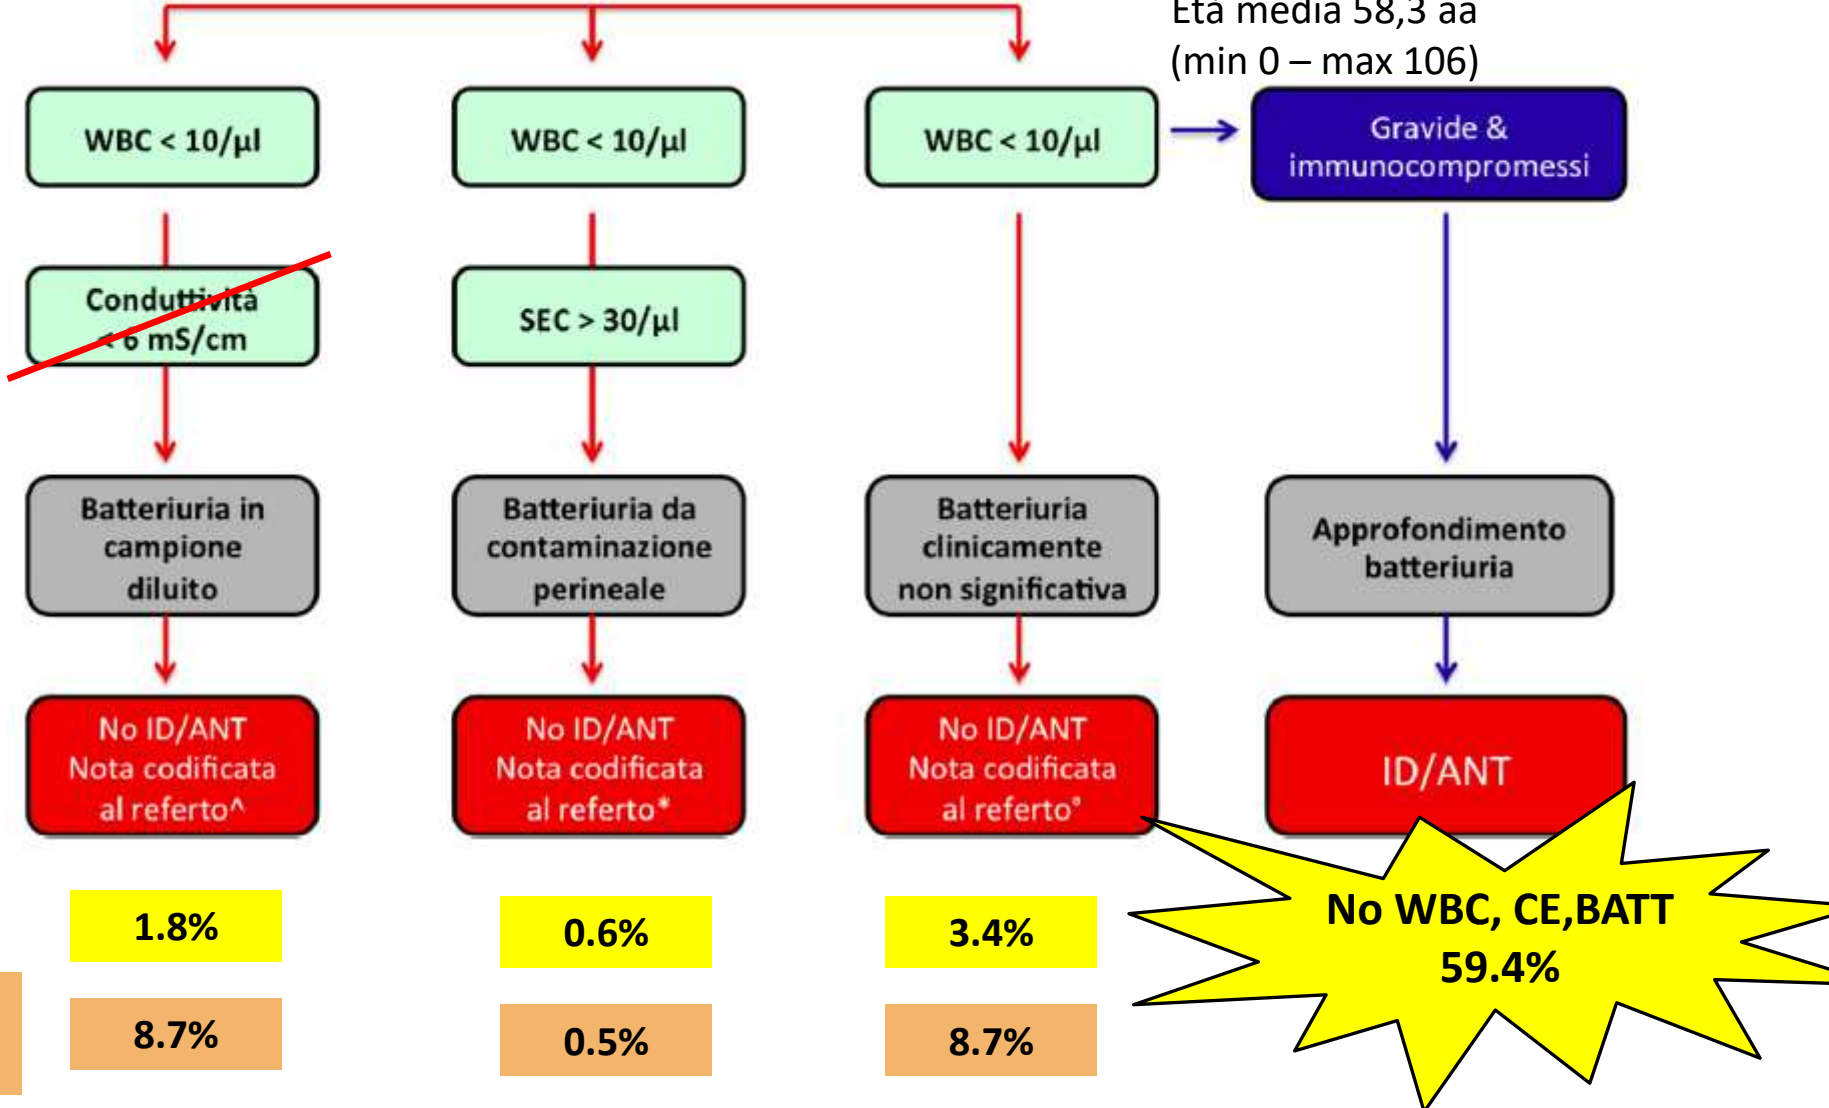 Età media 58,3 aa
(min 0 – max 106)
WBC < 10/µl
WBC < 10/µl
WBC < 10/µl
Gravide &
immunocompromessi
Conduttività
< 6 mS/cm
SEC > 30/µl
Batteriuria in
campione
diluito
Batteriuria da
contaminazione
perineale
Batteriuria
clinicamente
non significativa
Approfondimento
batteriuria
No ID/ANT
Nota codificata
al referto^
No ID/ANT
Nota codificata
al referto*
No ID/ANT
Nota codificata
al referto°
ID/ANT
1.8%
0.6%
3.4%
No WBC, CE,BATT
59.4%
8.7%
0.5%
8.7%